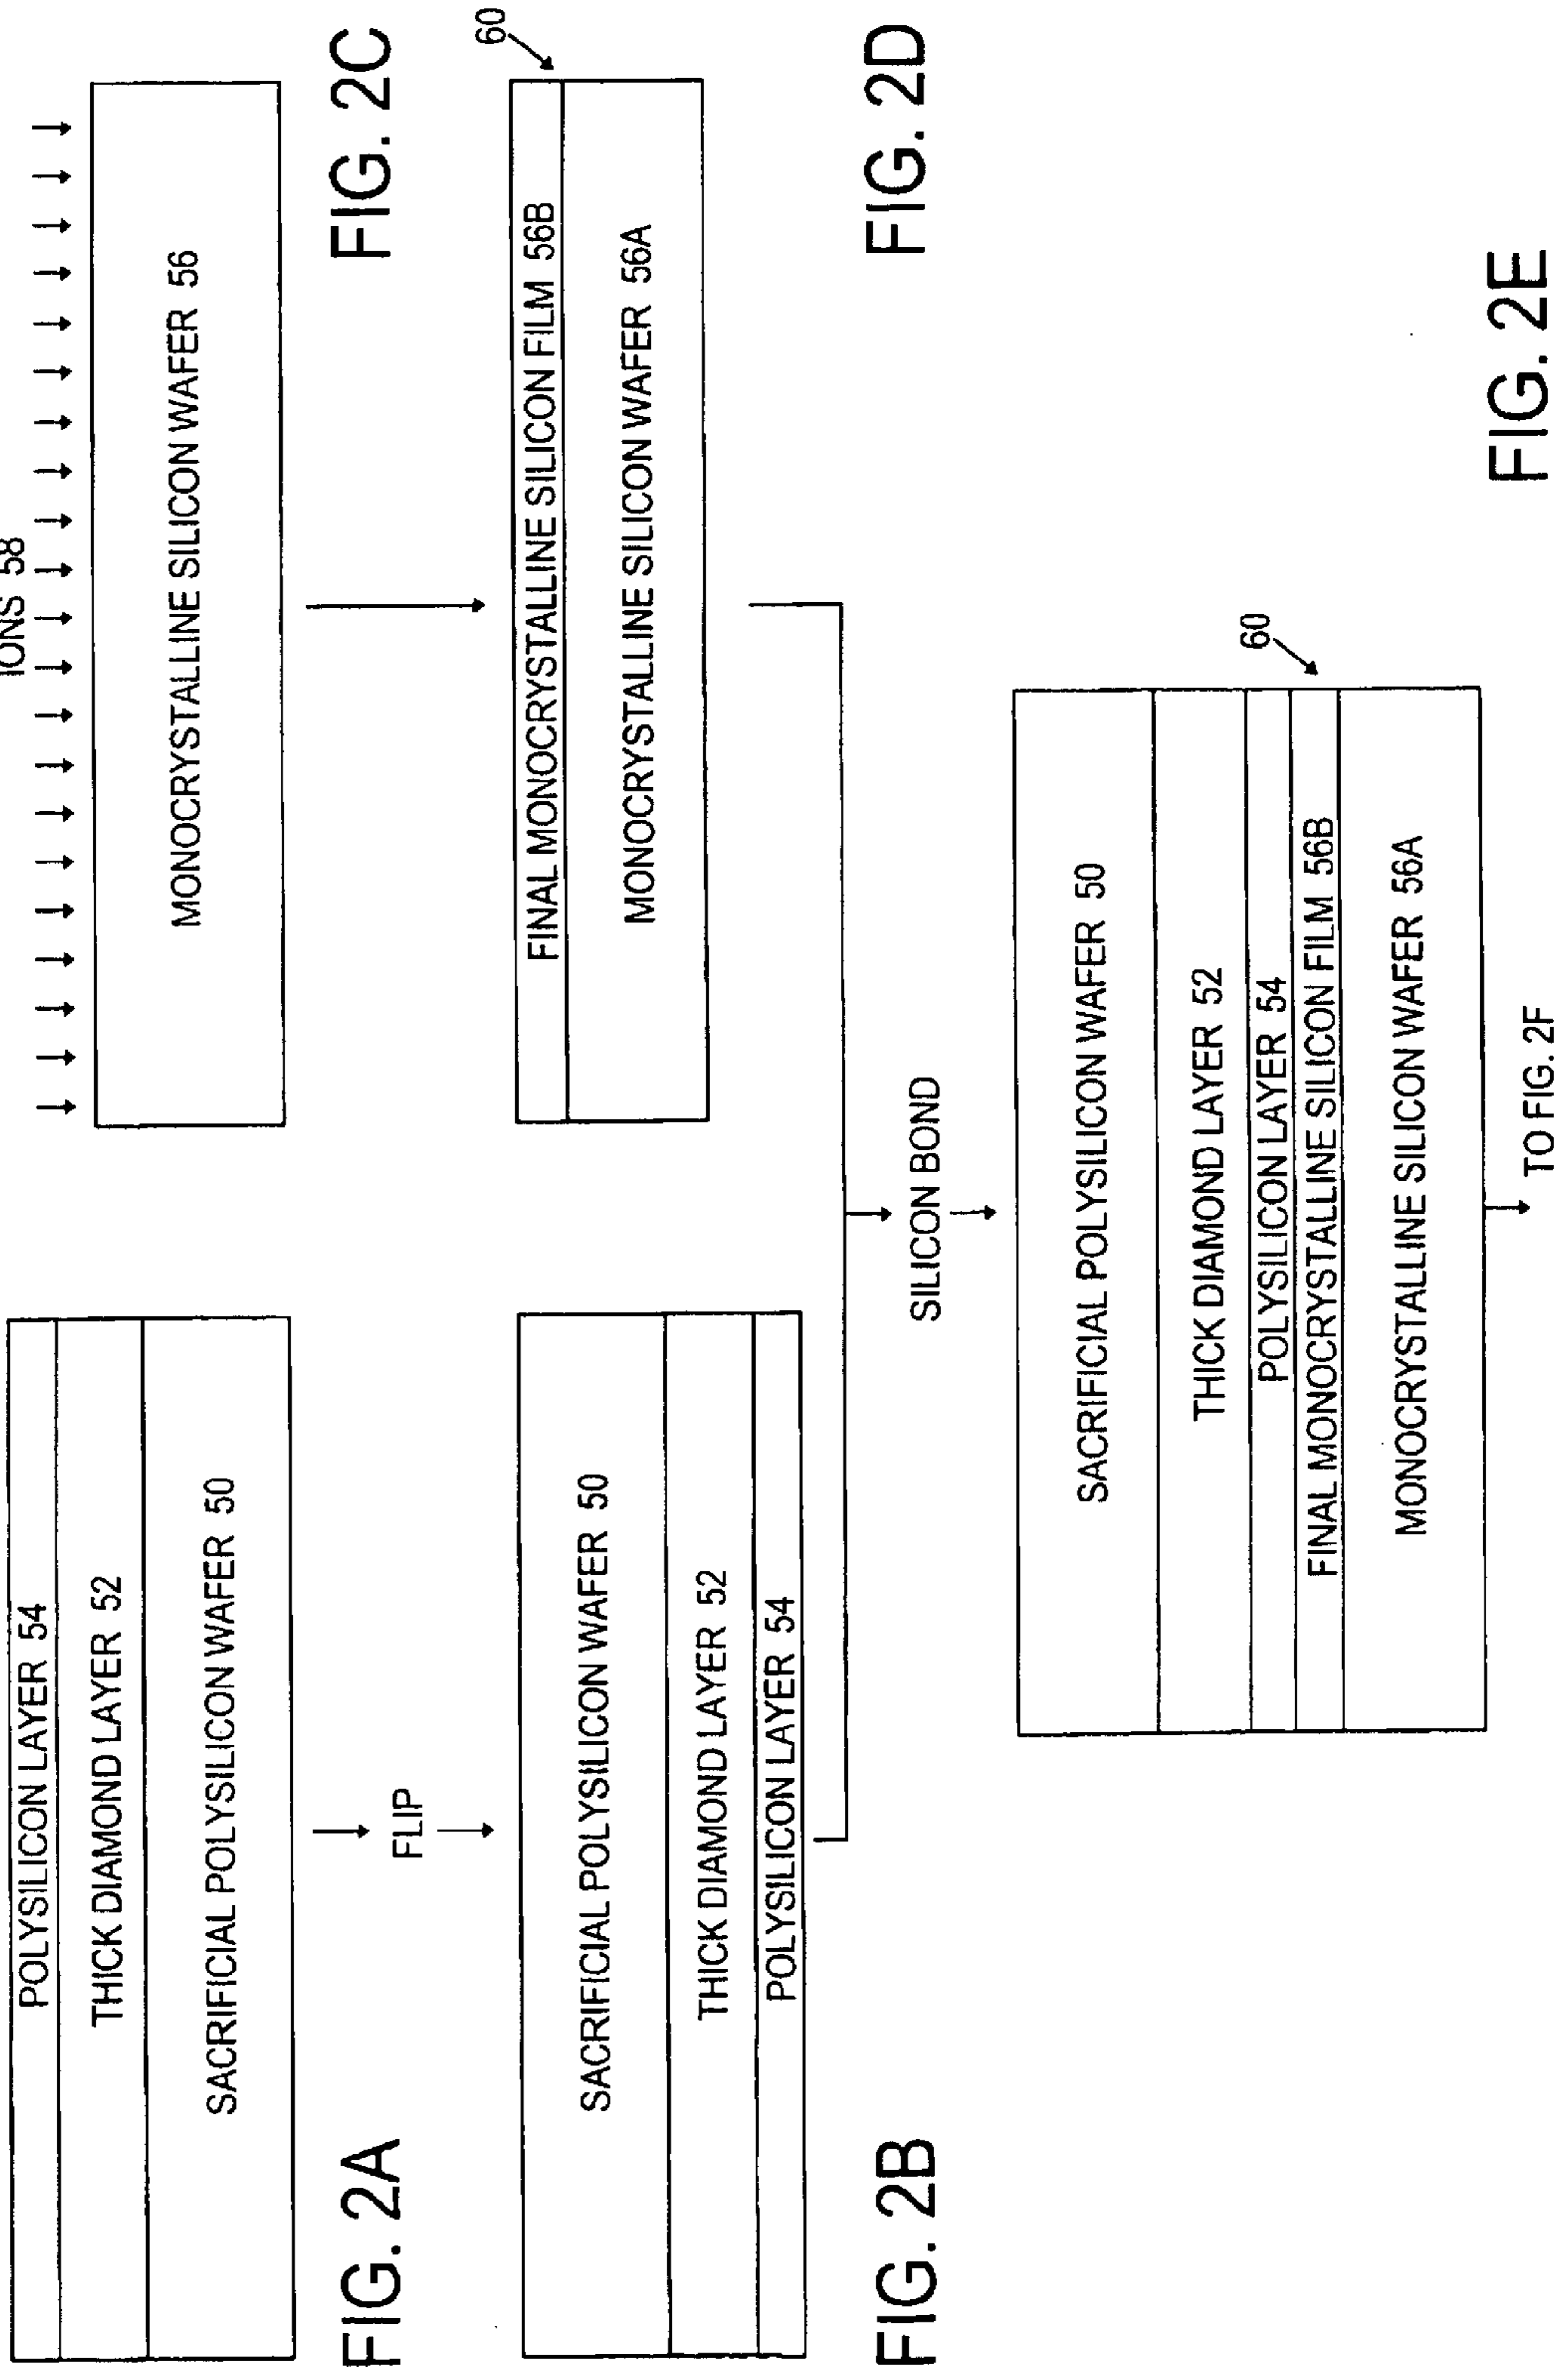 POLYSILICON LAYER 54
THICK DIAMOND LAYER 52
SACRIFICIAL POLYSILICON WAFER 50
FIG. 2A
FLIP
SACRIFICIAL POLYSILICON WAFER 50
THICK DIAMOND LAYER 52
POLYSILICON LAYER 54
FIG. 2B
IONS 58
MONOCRYSTALLINE SILICON WAFER 56
FIG. 2C
60
FINAL MONOCRYSTALLINE SILICON FILM 56B
MONOCRYSTALLINE SILICON WAFER 56A
FIG. 2D
SILICON BOND
60
SACRIFICIAL POLYSILICON WAFER 50
THICK DIAMOND LAYER 52
POLYSILICON LAYER 54
FINAL MONOCRYSTALLINE SILICON FILM 56B
MONOCRYSTALLINE SILICON WAFER 56A
TO FIG. 2F
FIG. 2E